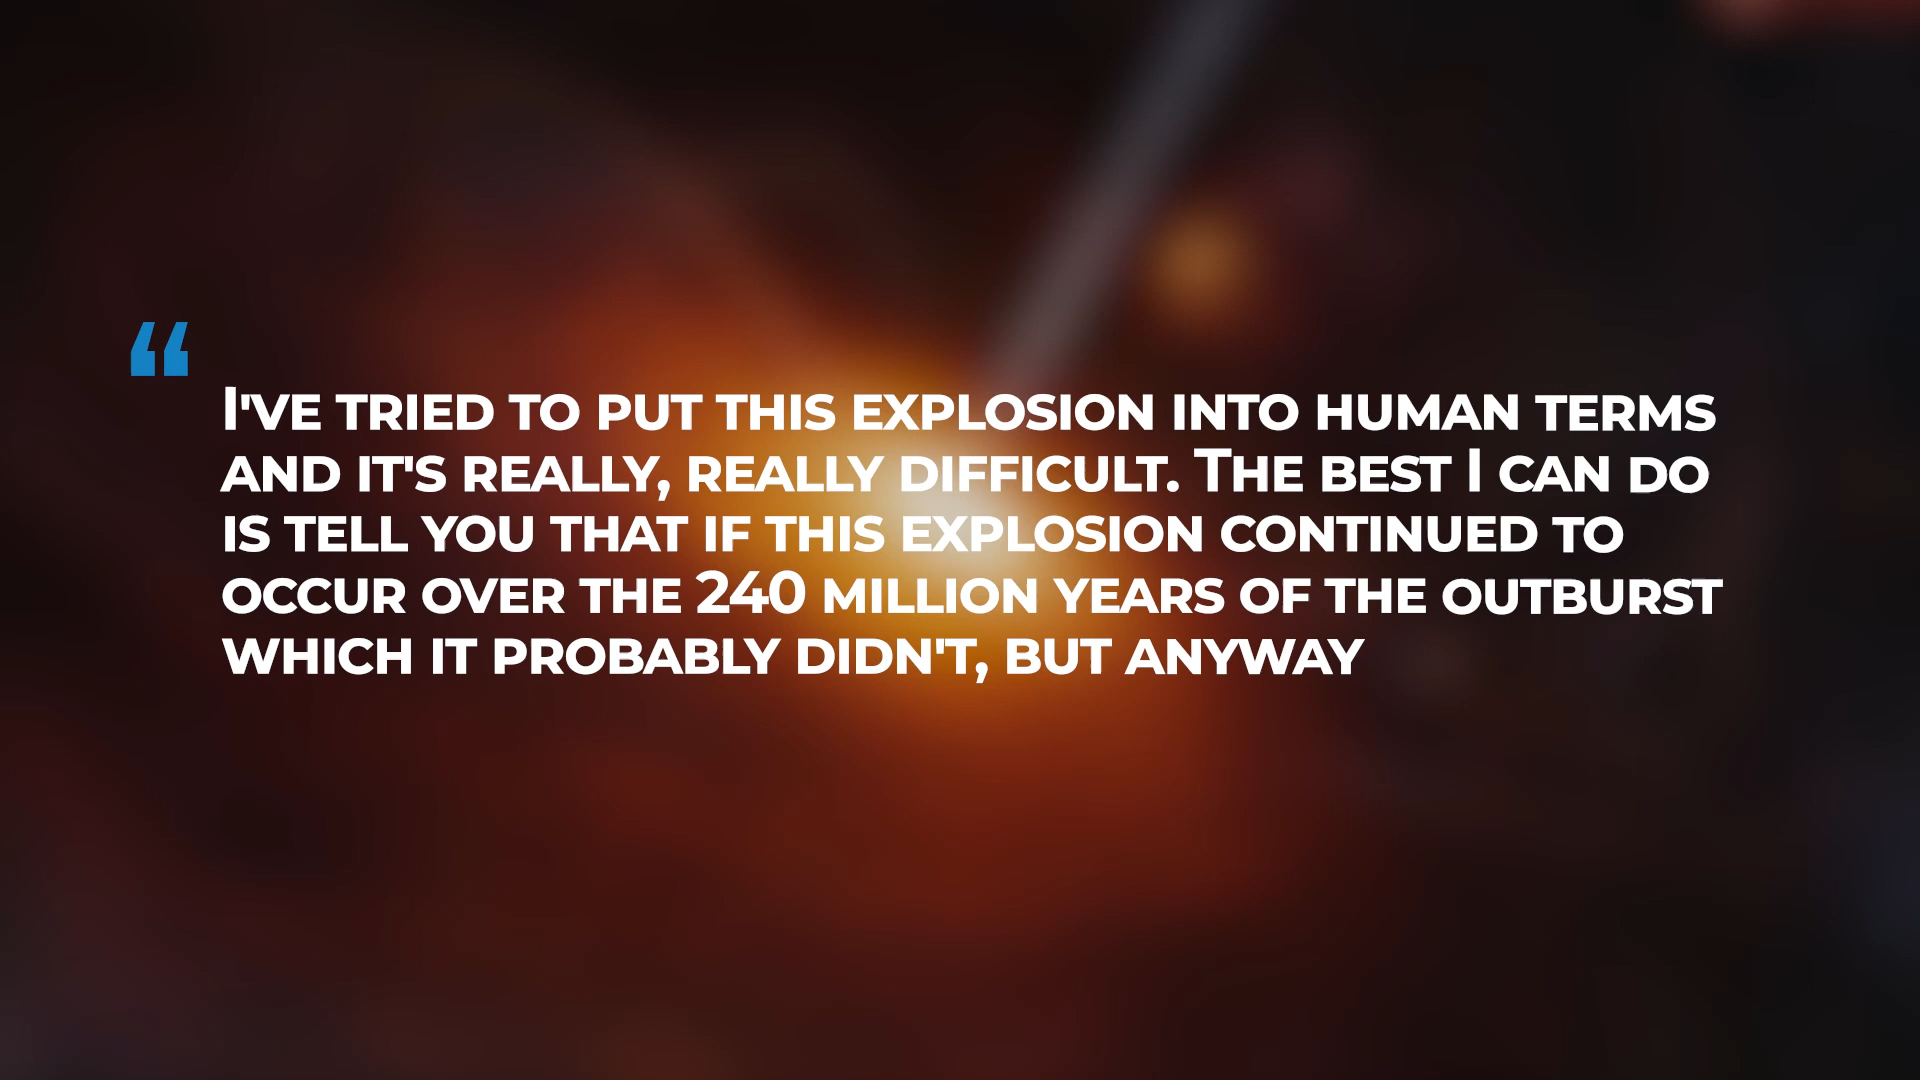 “
I'VE TRIED TO PUT THIS EXPLOSION INTO HUMAN TERMS
AND IT'S REALLY, REALLY DIFFICULT. THE BEST I CAN DO
IS TELL YOU THAT IF THIS EXPLOSION CONTINUED TO
OCCUR OVER THE 240 MILLION YEARS OF THE OUTBURST
WHICH IT PROBABLY DIDN'T, BUT ANYWAY